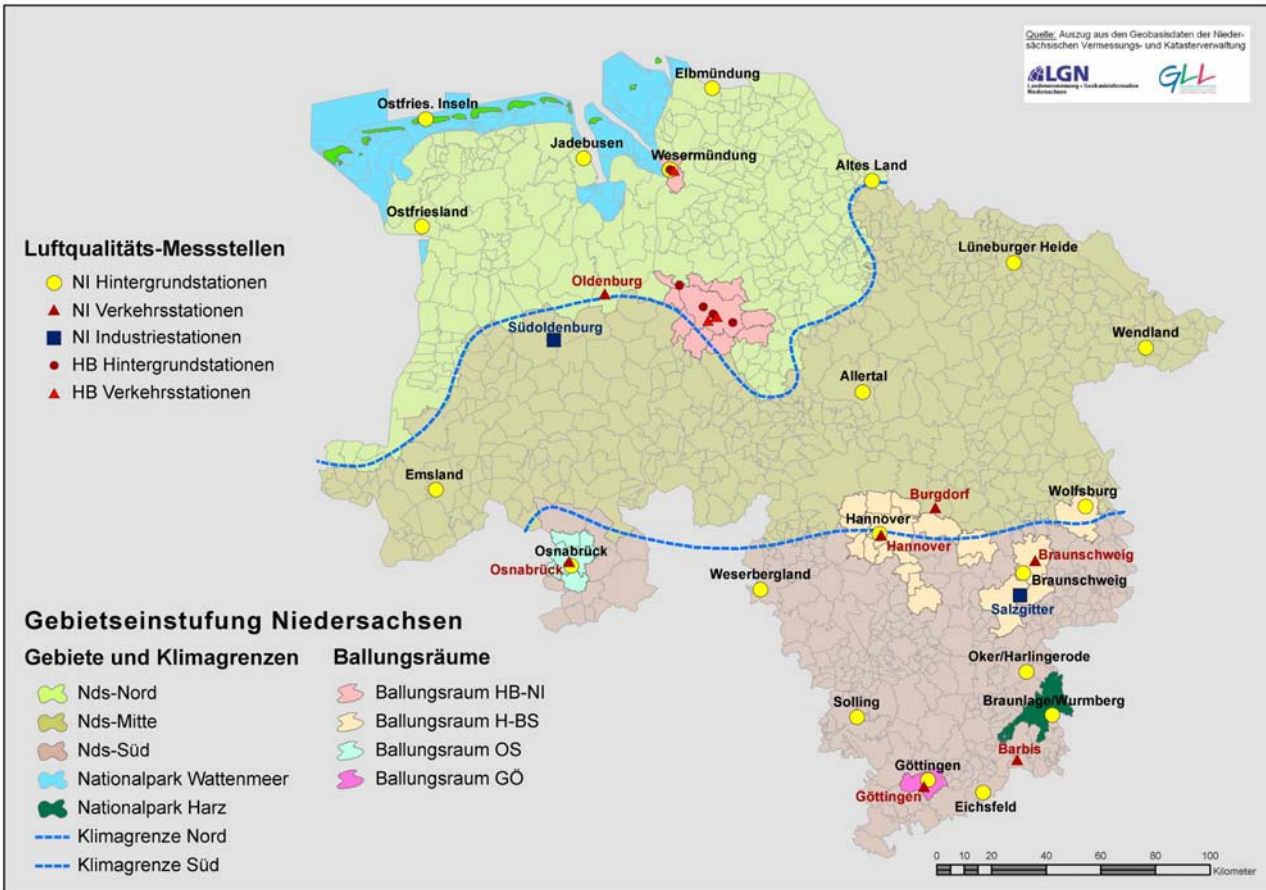 Quelle: Auszug aus den Geobasisdaten der Nieder-
sächsischen Vermessungs- und Katasterverwaltung
LGN
Landesvermessung + Geobasisinformation
Niedersachsen
GLL
Elbmündung
Ostfries. Inseln
Jadebusen
Wesermündung
Altes Land
Ostfriesland
Lüneburger Heide
Oldenburg
Südoldenburg
Wendland
Allertal
Emsland
Burgdorf
Wolfsburg
Hannover
Hannover
Osnabrück
Osnabrück
Braunschweig
Braunschweig
Weserbergland
Salzgitter
Oker/Harlingerode
Braunlage/Wurmberg
Solling
Barbis
Göttingen
Göttingen
Eichsfeld
Luftqualitäts-Messstellen
NI Hintergrundstationen
NI Verkehrsstationen
NI Industriestationen
HB Hintergrundstationen
HB Verkehrsstationen
Gebietseinstufung Niedersachsen
Gebiete und Klimagrenzen
Nds-Nord
Nds-Mitte
Nds-Süd
Nationalpark Wattenmeer
Nationalpark Harz
Klimagrenze Nord
Klimagrenze Süd
Ballungsräume
Ballungsraum HB-NI
Ballungsraum H-BS
Ballungsraum OS
Ballungsraum GÖ
0 10 20 40 60 80 100
Kilometer